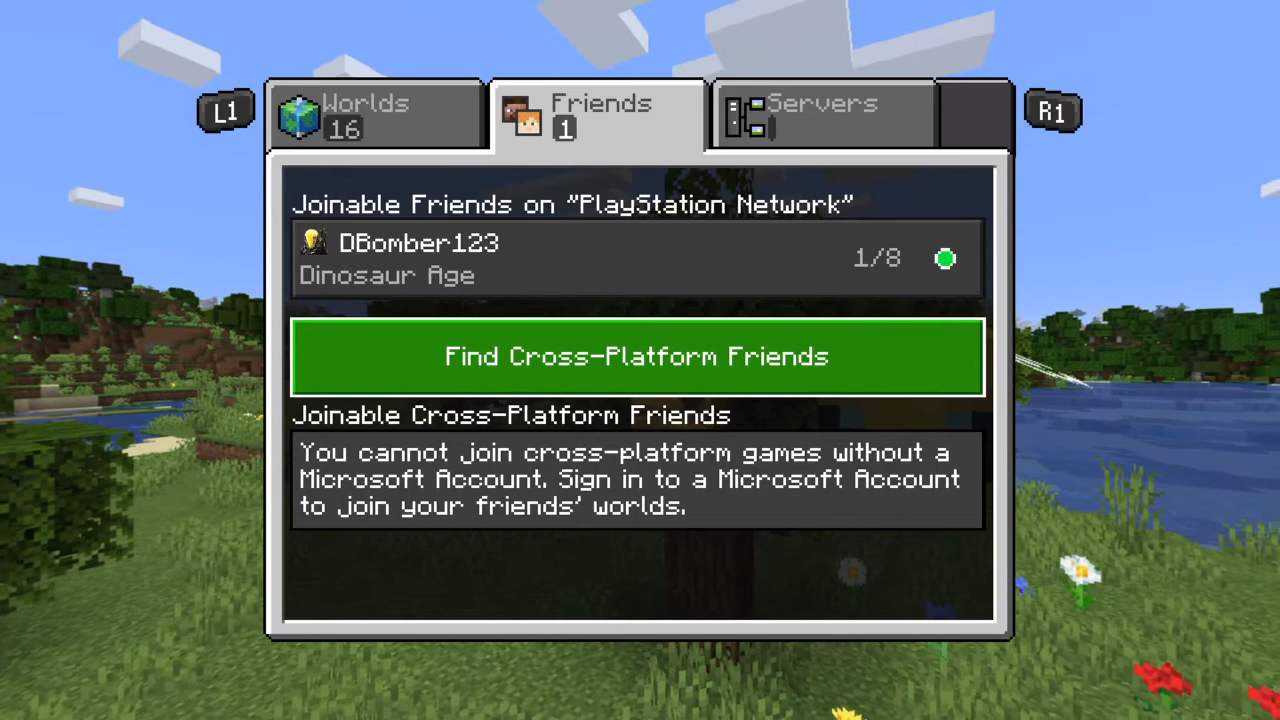 L1
Worlds
16
Friends
1
Servers
R1
Joinable Friends on "PlayStation Network"
DBomber123
Dinosaur Age
1/8
Find Cross-Platform Friends
Joinable Cross-Platform Friends
You cannot join cross-platform games without a
Microsoft Account. Sign in to a Microsoft Account
to join your friends' worlds.